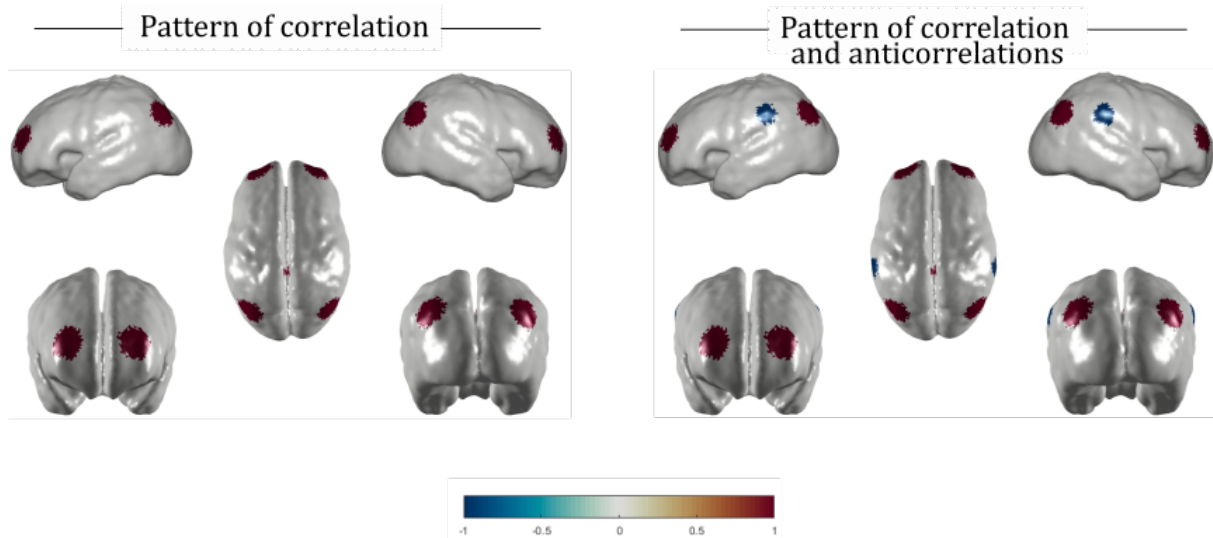 Pattern of correlation
Pattern of correlation
and anticorrelations
-1 -0.5 0 0.5 1